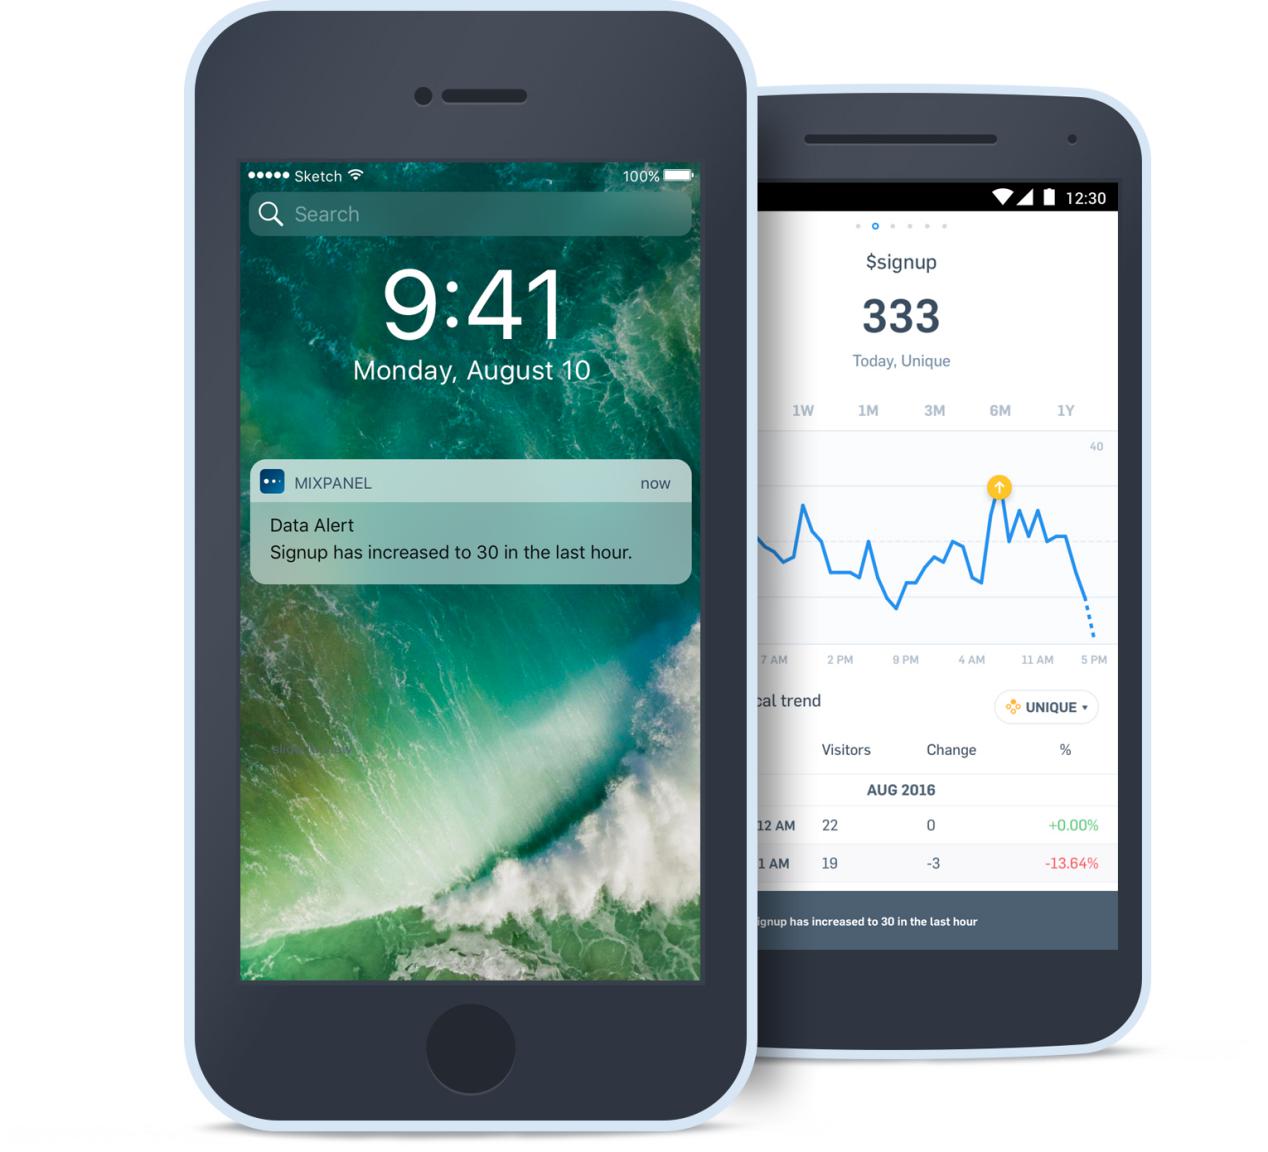 Sketch
100%
Search
9:41
Monday, August 10
MIXPANEL
now
Data Alert
Signup has increased to 30 in the last hour.
12:30
$signup
333
Today, Unique
1W 1M 3M 6M 1Y
40
7 AM 2 PM 9 PM 4 AM 11 AM 5 PM
cal trend
UNIQUE
Visitors Change %
AUG 2016
12 AM 22 0 +0.00%
1 AM 19 -3 -13.64%
ignup has increased to 30 in the last hour